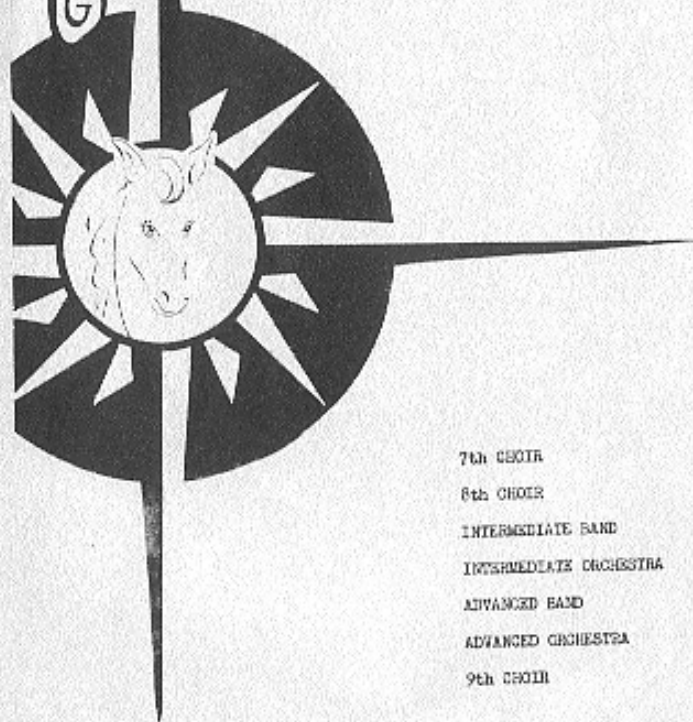 G
7th CHOIR
8th CHOIR
INTERMEDIATE BAND
INTERMEDIATE ORCHESTRA
ADVANCED BAND
ADVANCED ORCHESTRA
9th CHOIR